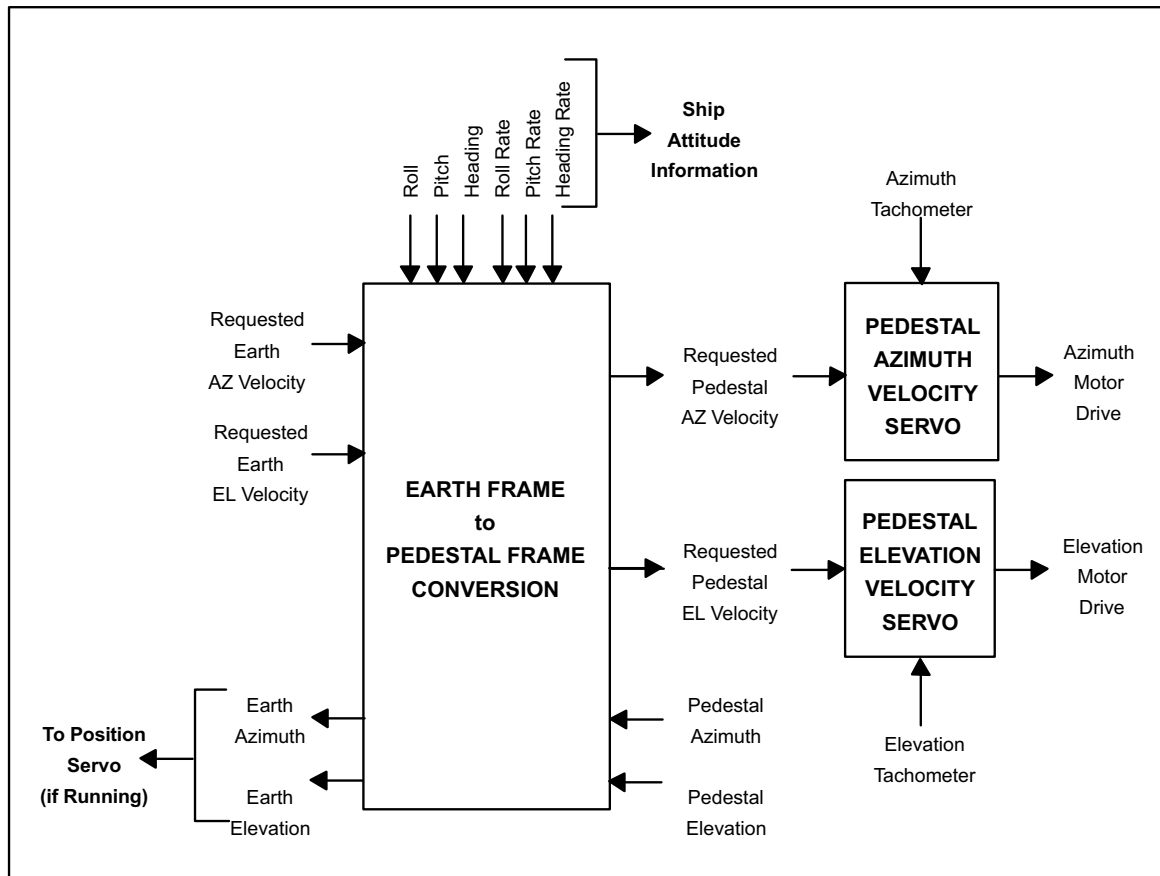 Roll
Pitch
Heading
Roll Rate
Pitch Rate
Heading Rate
Ship
Attitude
Information
Azimuth
Tachometer
Requested
Earth
AZ Velocity
Requested
Earth
EL Velocity
EARTH FRAME
to
PEDESTAL FRAME
CONVERSION
Requested
Pedestal
AZ Velocity
PEDESTAL
AZIMUTH
VELOCITY
SERVO
Azimuth
Motor
Drive
Requested
Pedestal
EL Velocity
PEDESTAL
ELEVATION
VELOCITY
SERVO
Elevation
Motor
Drive
To Position
Servo
(if Running)
Earth
Azimuth
Earth
Elevation
Pedestal
Azimuth
Pedestal
Elevation
Elevation
Tachometer